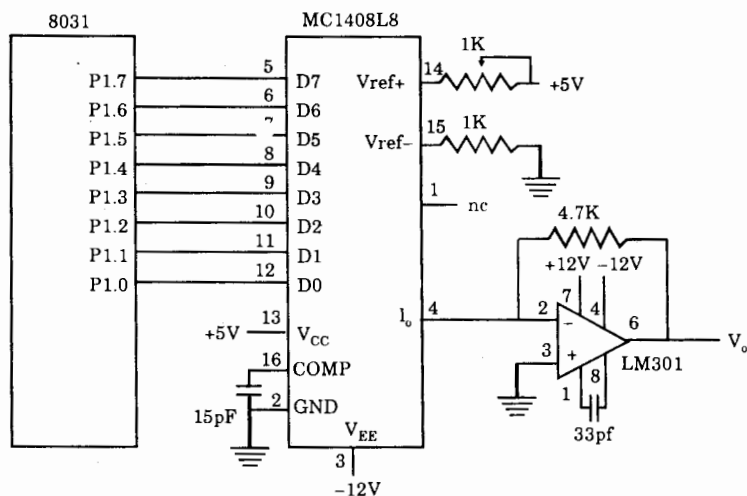 8031
MC1408L8
P1.7
5
D7
P1.6
6
D6
P1.5
7
D5
P1.4
8
D4
P1.3
9
D3
P1.2
10
D2
P1.1
11
D1
P1.0
12
D0
Vref+
14
1K
+5V
Vref-
15
1K
1
nc
4.7K
+12V
-12V
Io
4
2
7
4
6
-
3
+
1
8
LM301
Vo
33pf
+5V
13
VCC
16
COMP
15pF
2
GND
VEE
3
-12V